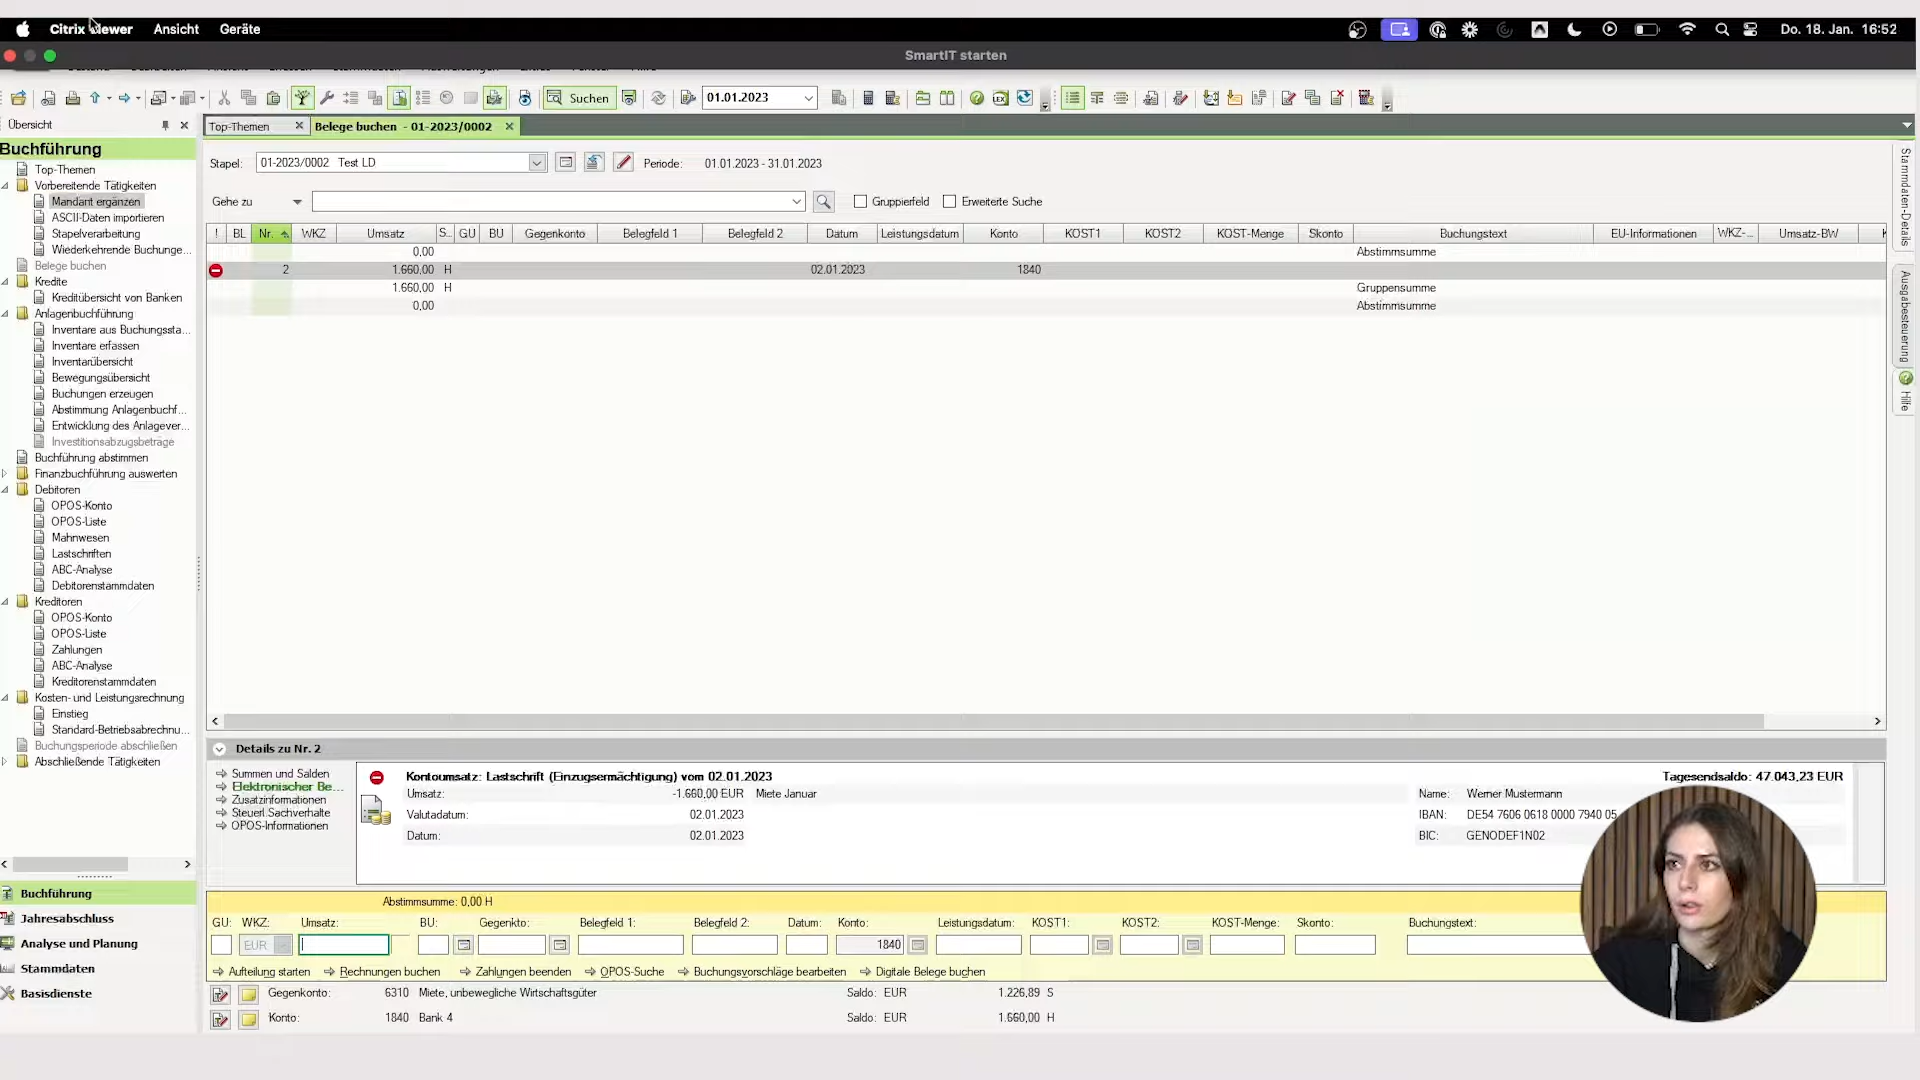 Citrix Viewer Ansicht Geräte Do. 18. Jan. 16:52
SmartIT starten
Suchen 01.01.2023 LEX
Übersicht
Top-Themen Belege buchen - 01-2023/0002
Buchführung
Top-Themen
Vorbereitende Tätigkeiten
Mandant ergänzen
ASCII-Daten importieren
Stapelverarbeitung
Wiederkehrende Buchunge...
Belege buchen
Kredite
Kreditübersicht von Banken
Anlagenbuchführung
Inventare aus Buchungssta...
Inventare erfassen
Inventarübersicht
Bewegungsübersicht
Buchungen erzeugen
Abstimmung Anlagenbuchf...
Entwicklung des Anlagever...
Investitionsabzugsbeträge
Buchführung abstimmen
Finanzbuchführung auswerten
Debitoren
OPOS-Konto
OPOS-Liste
Mahnwesen
Lastschriften
ABC-Analyse
Debitorenstammdaten
Kreditoren
OPOS-Konto
OPOS-Liste
Zahlungen
ABC-Analyse
Kreditorenstammdaten
Kosten- und Leistungsrechnung
Einstieg
Standard-Betriebsabrechnu...
Buchungsperiode abschließen
Abschließende Tätigkeiten
Buchführung
Jahresabschluss
Analyse und Planung
Stammdaten
Basisdienste
Stapel: 01-2023/0002 Test LD Periode: 01.01.2023 - 31.01.2023
Gehe zu Gruppierfeld Erweiterte Suche
! BL Nr. WKZ Umsatz S... GU BU Gegenkonto Belegfeld 1 Belegfeld 2 Datum Leistungsdatum Konto KOST1 KOST2 KOST-Menge Skonto Buchungstext EU-Informationen WKZ-... Umsatz-BW
0,00 Abstimmsumme
2 1.660,00 H 02.01.2023 1840
1.660,00 H Gruppensumme
0,00 Abstimmsumme
Details zu Nr. 2
Summen und Salden
Elektronischer Be...
Zusatzinformationen
Steuerl. Sachverhalte
OPOS-Informationen
Kontoumsatz: Lastschrift (Einzugsermächtigung) vom 02.01.2023 Tagesendsaldo: 47.043,23 EUR
Umsatz: -1.660,00 EUR Miete Januar Name: Werner Mustermann
Valutadatum: 02.01.2023 IBAN: DE54 7606 0618 0000 7940 05
Datum: 02.01.2023 BIC: GENODEF1N02
Abstimmsumme: 0,00 H
GU: WKZ: Umsatz: BU: Gegenkto: Belegfeld 1: Belegfeld 2: Datum: Konto: Leistungsdatum: KOST1: KOST2: KOST-Menge: Skonto: Buchungstext:
EUR 1840
Aufteilung starten Rechnungen buchen Zahlungen beenden OPOS-Suche Buchungsvorschläge bearbeiten Digitale Belege buchen
Gegenkonto: 6310 Miete, unbewegliche Wirtschaftsgüter Saldo: EUR 1.226,89 S
Konto: 1840 Bank 4 Saldo: EUR 1.660,00 H
Stammdaten-Details
Ausgabesteuerung
Hilfe